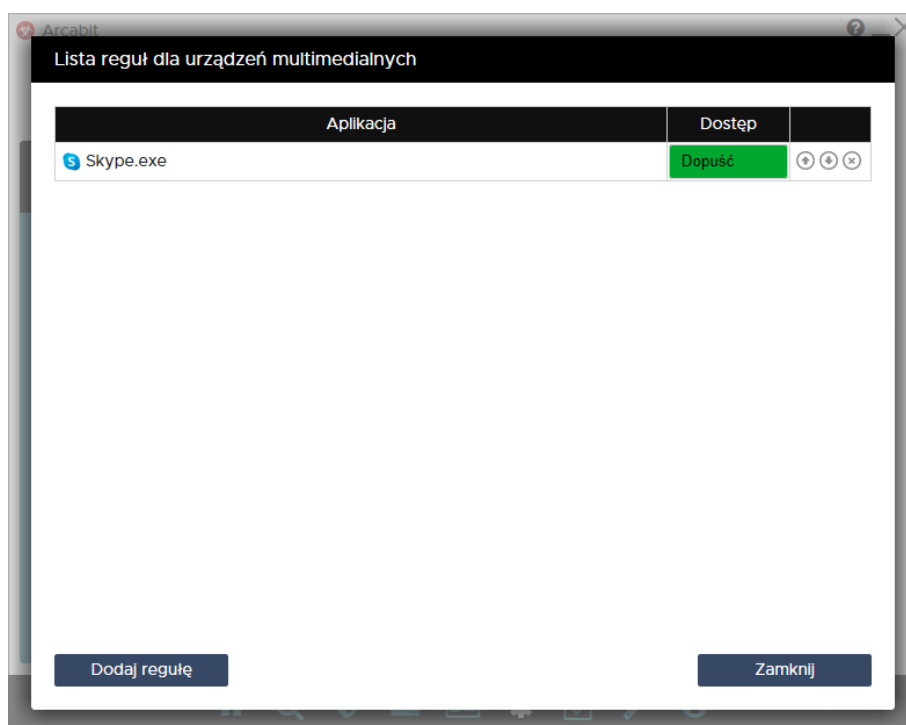 Arcabit
Lista reguł dla urządzeń multimedialnych
Aplikacja Dostęp
Skype.exe Dopuść
Dodaj regułę Zamknij